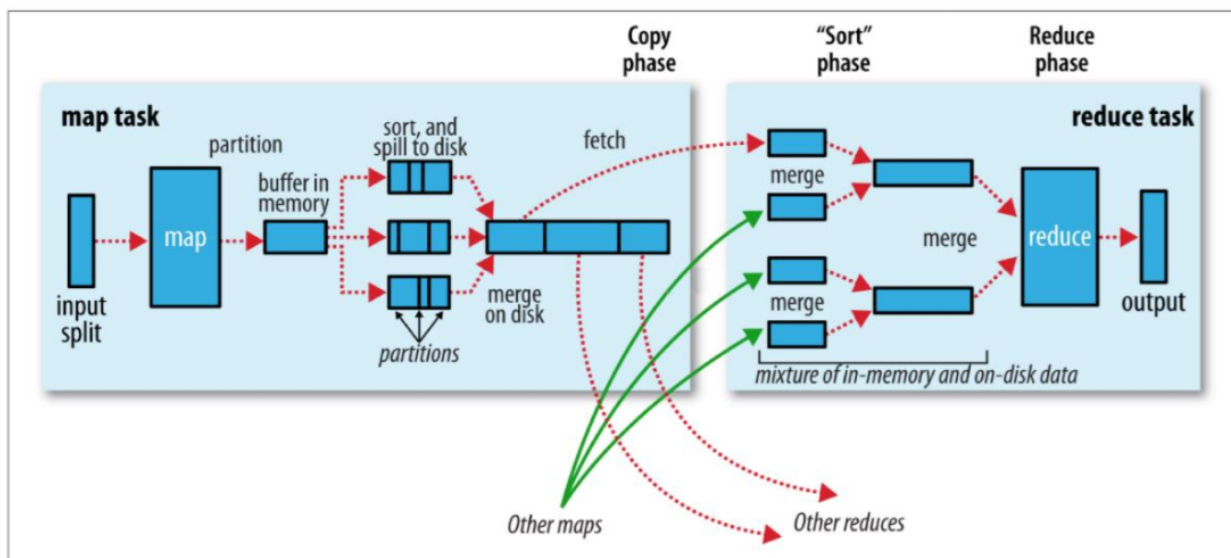 Copy
phase
“Sort”
phase
Reduce
phase
map task
reduce task
partition
sort, and
spill to disk
fetch
buffer in
memory
merge
map
merge
reduce
merge
input
split
merge
on disk
output
partitions
mixture of in-memory and on-disk data
Other maps
Other reduces